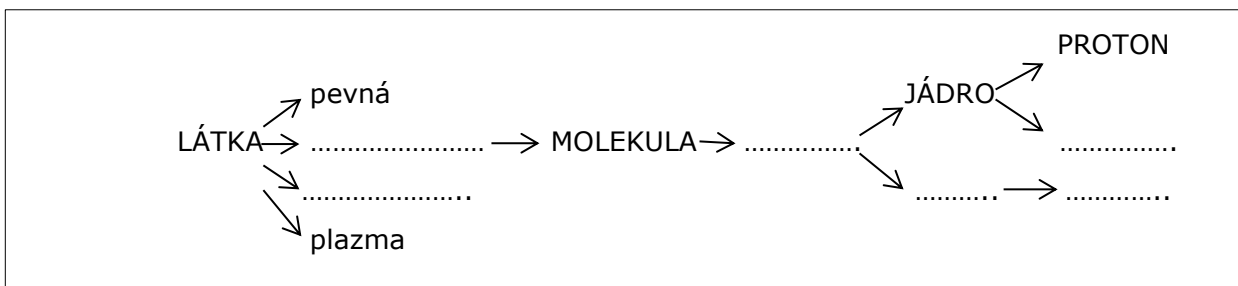 PROTON
pevná JÁDRO
LÁTKA ........................ MOLEKULA ................ ................
........................ ........... .............
plazma